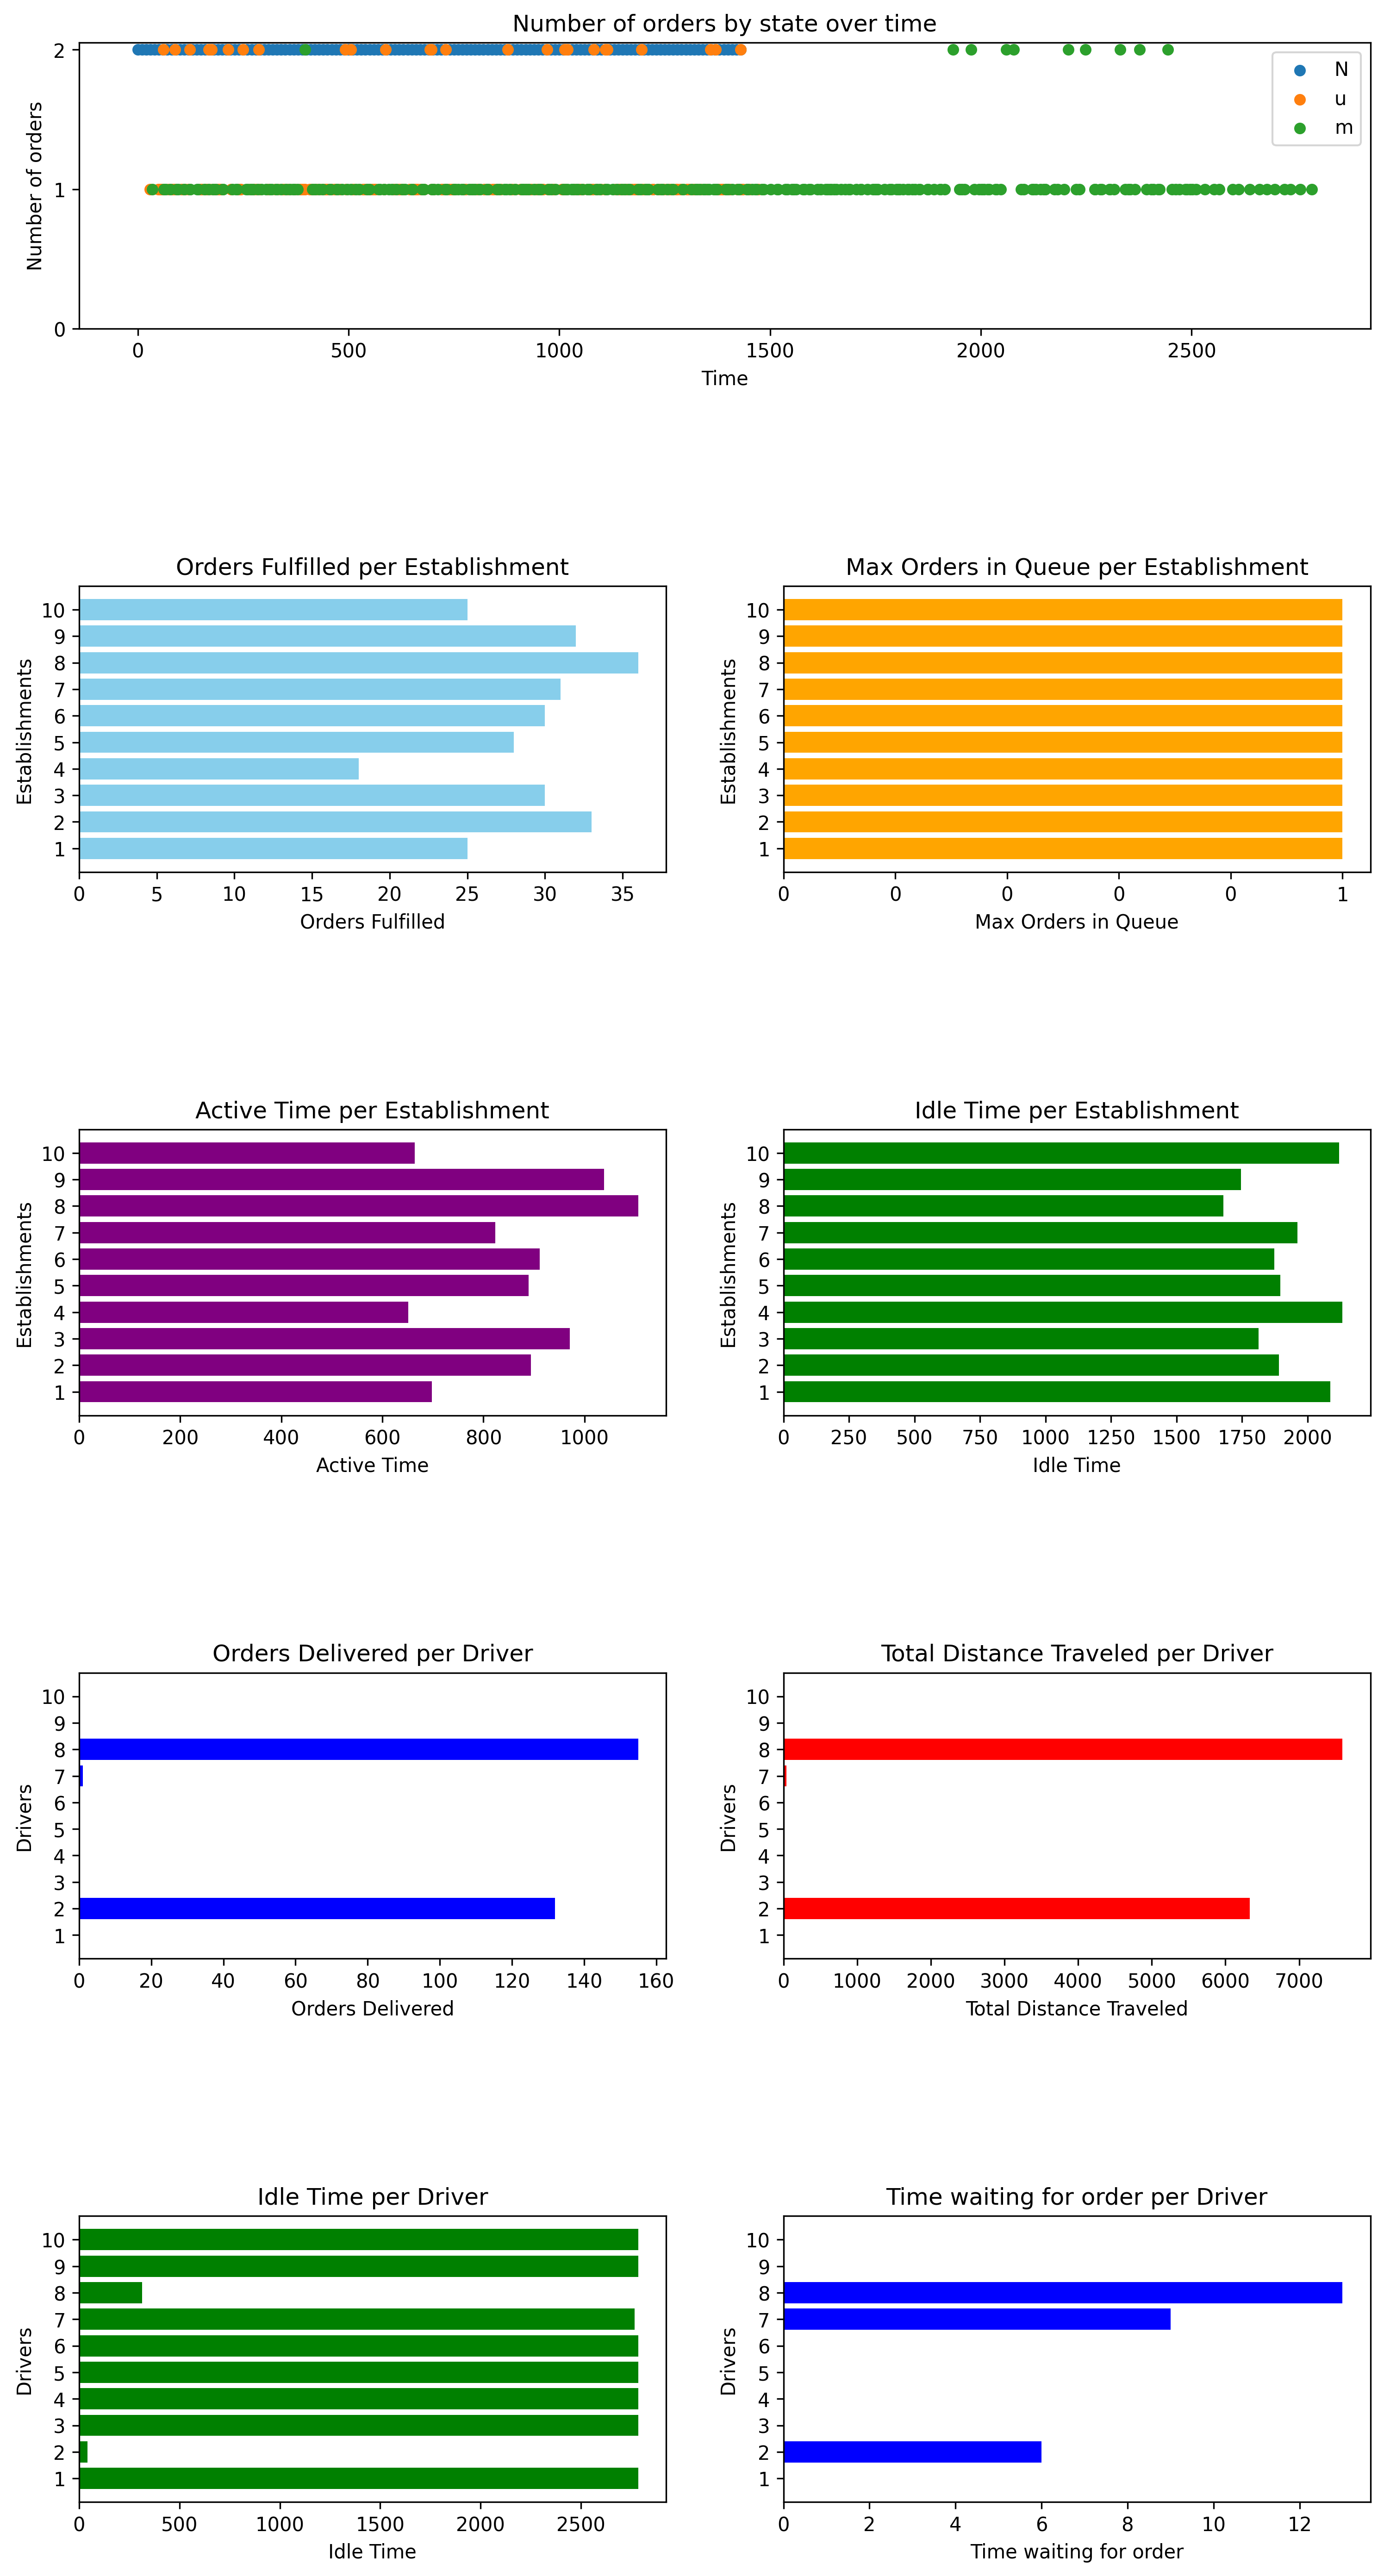 Number of orders by state over time
Number of orders
2
1
0
N
u
m
0 500 1000 1500 2000 2500
Time
Orders Fulfilled per Establishment
Establishments
10
9
8
7
6
5
4
3
2
1
0 5 10 15 20 25 30 35
Orders Fulfilled
Max Orders in Queue per Establishment
Establishments
10
9
8
7
6
5
4
3
2
1
0 0 0 0 0 1
Max Orders in Queue
Active Time per Establishment
Establishments
10
9
8
7
6
5
4
3
2
1
0 200 400 600 800 1000
Active Time
Idle Time per Establishment
Establishments
10
9
8
7
6
5
4
3
2
1
0 250 500 750 1000 1250 1500 1750 2000
Idle Time
Orders Delivered per Driver
Drivers
10
9
8
7
6
5
4
3
2
1
0 20 40 60 80 100 120 140 160
Orders Delivered
Total Distance Traveled per Driver
Drivers
10
9
8
7
6
5
4
3
2
1
0 1000 2000 3000 4000 5000 6000 7000
Total Distance Traveled
Idle Time per Driver
Drivers
10
9
8
7
6
5
4
3
2
1
0 500 1000 1500 2000 2500
Idle Time
Time waiting for order per Driver
Drivers
10
9
8
7
6
5
4
3
2
1
0 2 4 6 8 10 12
Time waiting for order